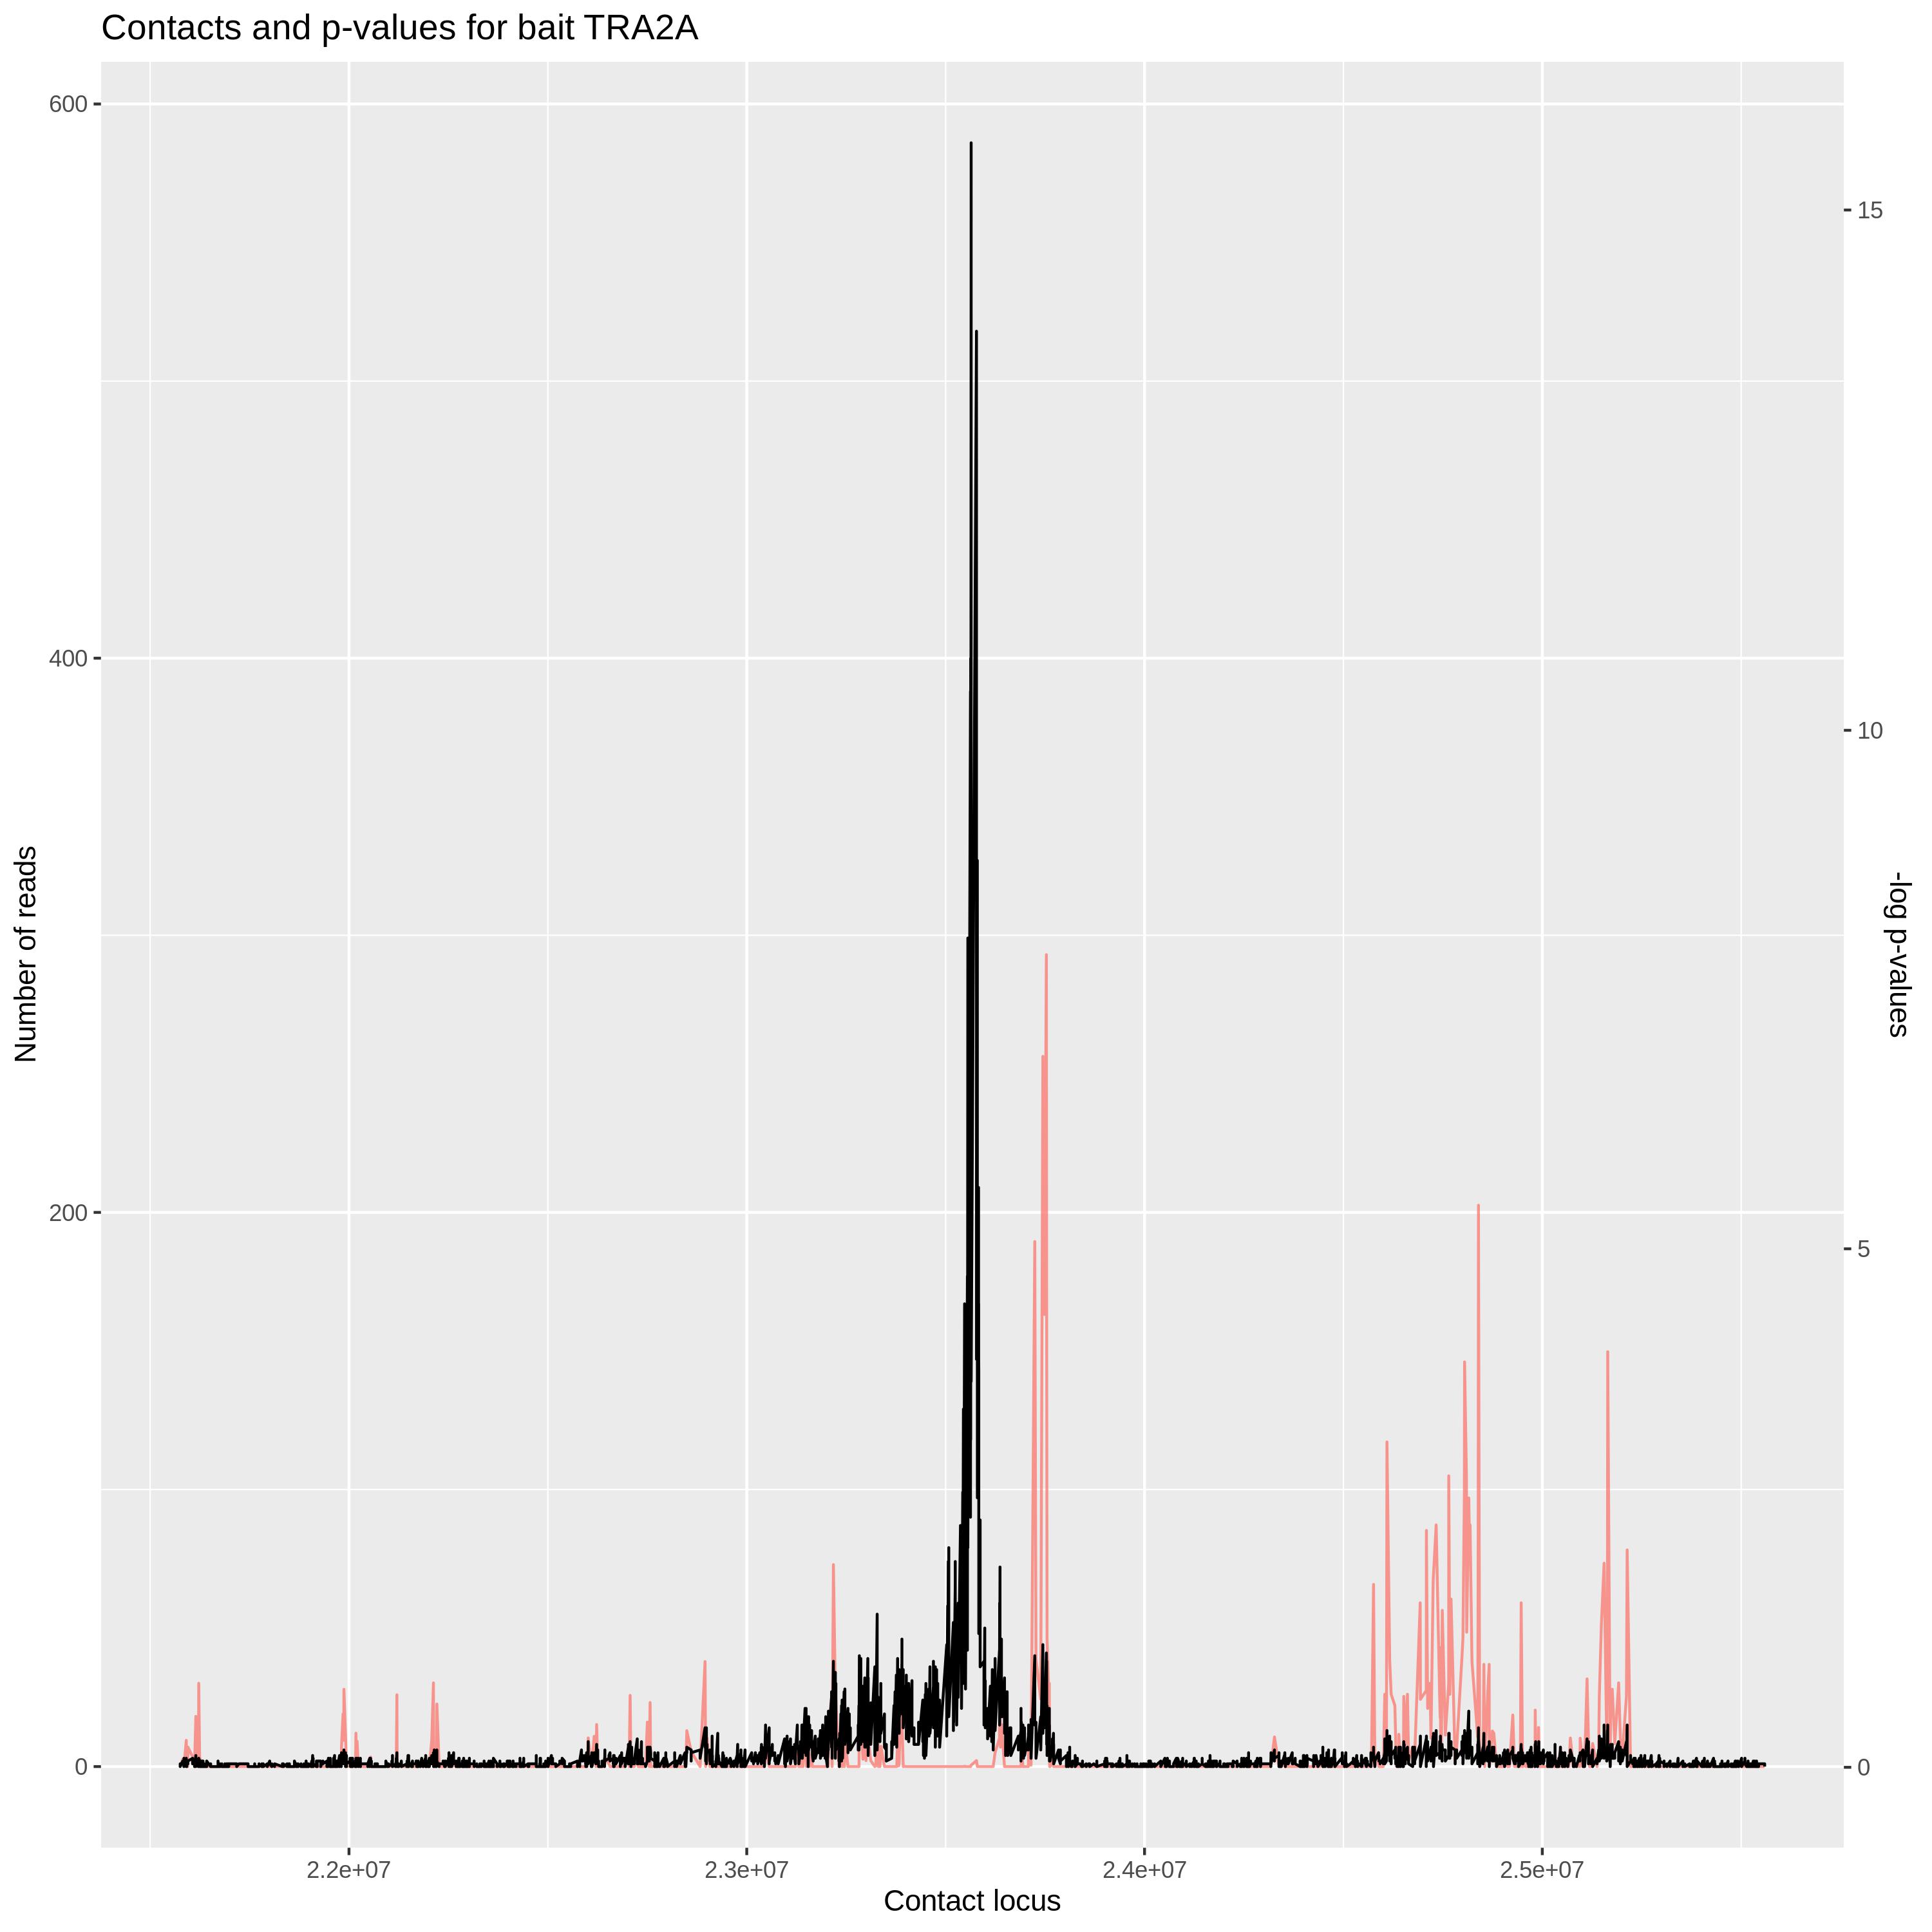 Contacts and p-values for bait TRA2A
600
400
200
0
15
10
5
0
Number of reads
-log p-values
2.2e+07
2.3e+07
2.4e+07
2.5e+07
Contact locus